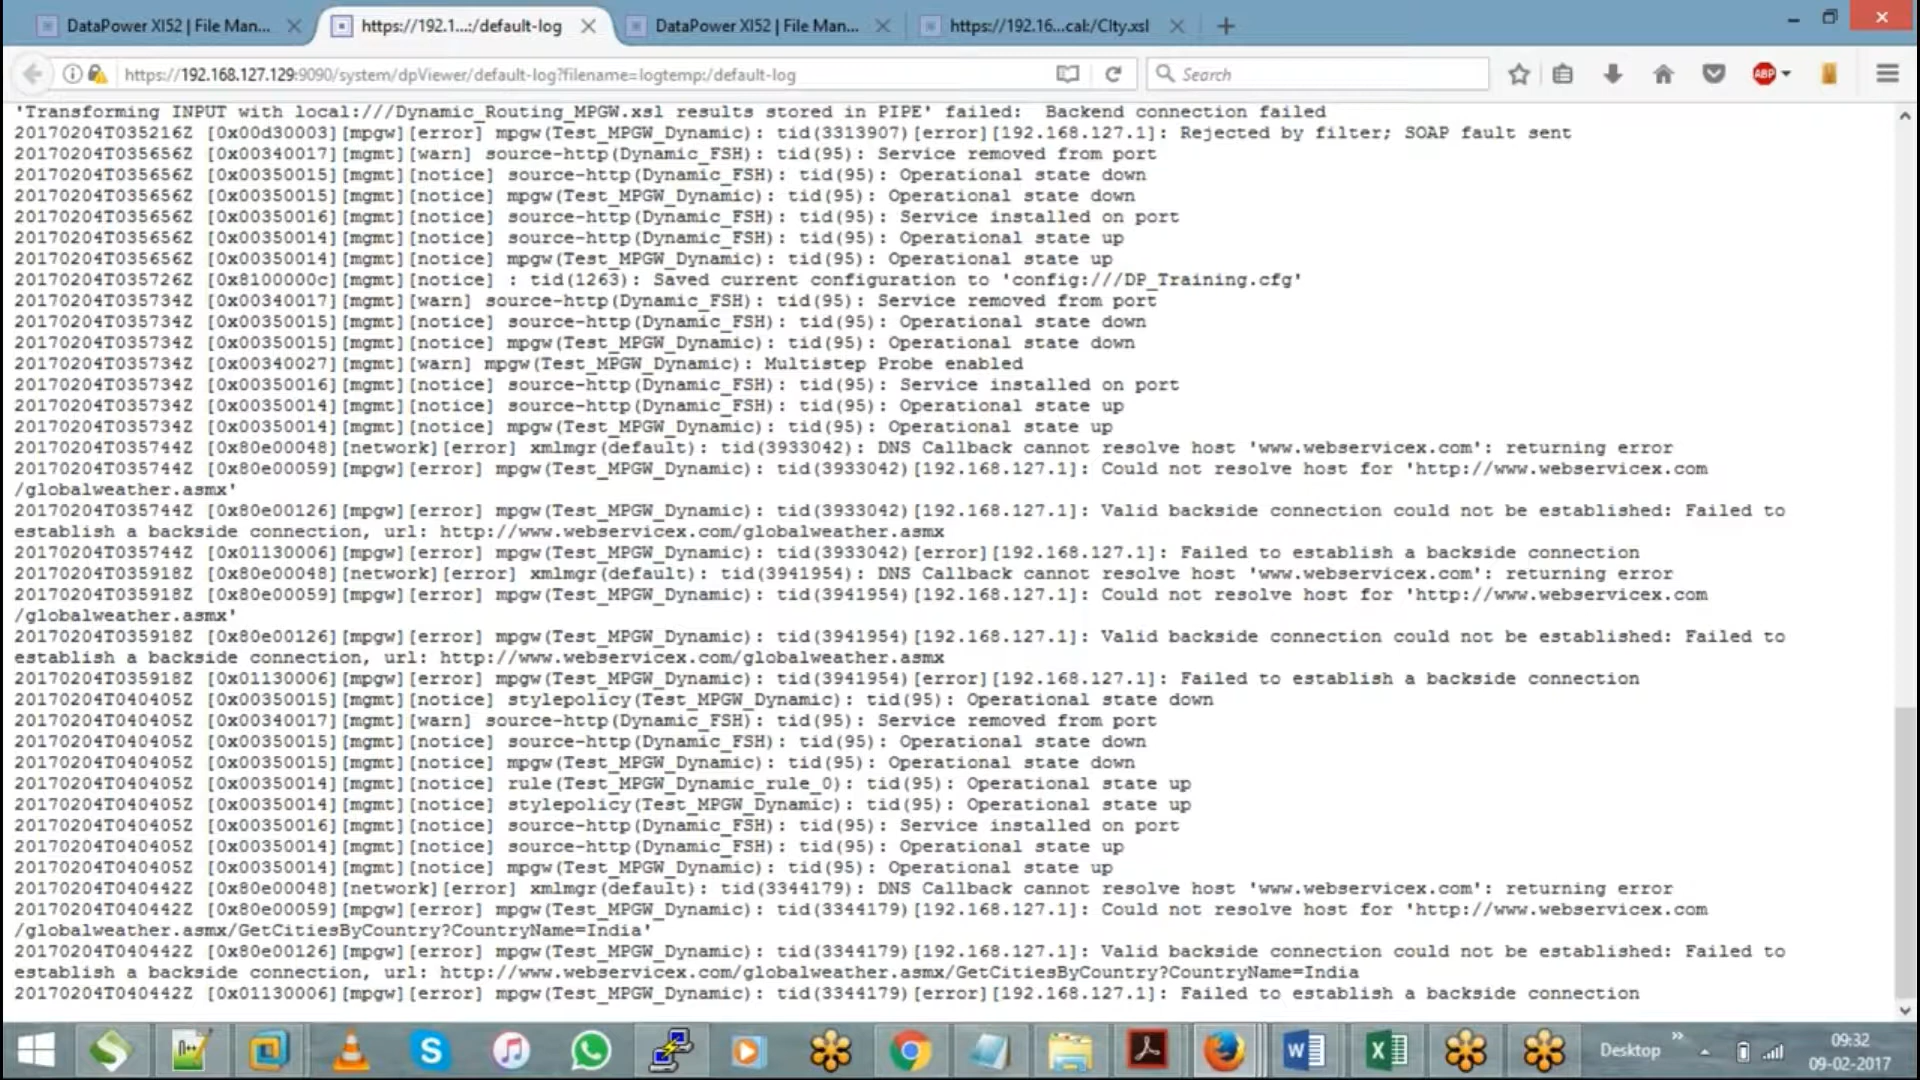 DataPower XI52 | File Man...
https://192.1...:/default-log
DataPower XI52 | File Man...
https://192.16...cal:/CIty.xsl
https://192.168.127.129:9090/system/dpViewer/default-log?filename=logtemp:/default-log
Search
ABP
'Transforming INPUT with local:///Dynamic_Routing_MPGW.xsl results stored in PIPE' failed: Backend connection failed
20170204T035216Z [0x00d30003][mpgw][error] mpgw(Test_MPGW_Dynamic): tid(3313907)[error][192.168.127.1]: Rejected by filter; SOAP fault sent
20170204T035656Z [0x00340017][mgmt][warn] source-http(Dynamic_FSH): tid(95): Service removed from port
20170204T035656Z [0x00350015][mgmt][notice] source-http(Dynamic_FSH): tid(95): Operational state down
20170204T035656Z [0x00350015][mgmt][notice] mpgw(Test_MPGW_Dynamic): tid(95): Operational state down
20170204T035656Z [0x00350016][mgmt][notice] source-http(Dynamic_FSH): tid(95): Service installed on port
20170204T035656Z [0x00350014][mgmt][notice] source-http(Dynamic_FSH): tid(95): Operational state up
20170204T035656Z [0x00350014][mgmt][notice] mpgw(Test_MPGW_Dynamic): tid(95): Operational state up
20170204T035726Z [0x8100000c][mgmt][notice] : tid(1263): Saved current configuration to 'config:///DP_Training.cfg'
20170204T035734Z [0x00340017][mgmt][warn] source-http(Dynamic_FSH): tid(95): Service removed from port
20170204T035734Z [0x00350015][mgmt][notice] source-http(Dynamic_FSH): tid(95): Operational state down
20170204T035734Z [0x00350015][mgmt][notice] mpgw(Test_MPGW_Dynamic): tid(95): Operational state down
20170204T035734Z [0x00340027][mgmt][warn] mpgw(Test_MPGW_Dynamic): Multistep Probe enabled
20170204T035734Z [0x00350016][mgmt][notice] source-http(Dynamic_FSH): tid(95): Service installed on port
20170204T035734Z [0x00350014][mgmt][notice] source-http(Dynamic_FSH): tid(95): Operational state up
20170204T035734Z [0x00350014][mgmt][notice] mpgw(Test_MPGW_Dynamic): tid(95): Operational state up
20170204T035744Z [0x80e00048][network][error] xmlmgr(default): tid(3933042): DNS Callback cannot resolve host 'www.webservicex.com': returning error
20170204T035744Z [0x80e00059][mpgw][error] mpgw(Test_MPGW_Dynamic): tid(3933042)[192.168.127.1]: Could not resolve host for 'http://www.webservicex.com
/globalweather.asmx'
20170204T035744Z [0x80e00126][mpgw][error] mpgw(Test_MPGW_Dynamic): tid(3933042)[192.168.127.1]: Valid backside connection could not be established: Failed to
establish a backside connection, url: http://www.webservicex.com/globalweather.asmx
20170204T035744Z [0x01130006][mpgw][error] mpgw(Test_MPGW_Dynamic): tid(3933042)[error][192.168.127.1]: Failed to establish a backside connection
20170204T035918Z [0x80e00048][network][error] xmlmgr(default): tid(3941954): DNS Callback cannot resolve host 'www.webservicex.com': returning error
20170204T035918Z [0x80e00059][mpgw][error] mpgw(Test_MPGW_Dynamic): tid(3941954)[192.168.127.1]: Could not resolve host for 'http://www.webservicex.com
/globalweather.asmx'
20170204T035918Z [0x80e00126][mpgw][error] mpgw(Test_MPGW_Dynamic): tid(3941954)[192.168.127.1]: Valid backside connection could not be established: Failed to
establish a backside connection, url: http://www.webservicex.com/globalweather.asmx
20170204T035918Z [0x01130006][mpgw][error] mpgw(Test_MPGW_Dynamic): tid(3941954)[error][192.168.127.1]: Failed to establish a backside connection
20170204T040405Z [0x00350015][mgmt][notice] stylepolicy(Test_MPGW_Dynamic): tid(95): Operational state down
20170204T040405Z [0x00340017][mgmt][warn] source-http(Dynamic_FSH): tid(95): Service removed from port
20170204T040405Z [0x00350015][mgmt][notice] source-http(Dynamic_FSH): tid(95): Operational state down
20170204T040405Z [0x00350015][mgmt][notice] mpgw(Test_MPGW_Dynamic): tid(95): Operational state down
20170204T040405Z [0x00350014][mgmt][notice] rule(Test_MPGW_Dynamic_rule_0): tid(95): Operational state up
20170204T040405Z [0x00350014][mgmt][notice] stylepolicy(Test_MPGW_Dynamic): tid(95): Operational state up
20170204T040405Z [0x00350016][mgmt][notice] source-http(Dynamic_FSH): tid(95): Service installed on port
20170204T040405Z [0x00350014][mgmt][notice] source-http(Dynamic_FSH): tid(95): Operational state up
20170204T040405Z [0x00350014][mgmt][notice] mpgw(Test_MPGW_Dynamic): tid(95): Operational state up
20170204T040442Z [0x80e00048][network][error] xmlmgr(default): tid(3344179): DNS Callback cannot resolve host 'www.webservicex.com': returning error
20170204T040442Z [0x80e00059][mpgw][error] mpgw(Test_MPGW_Dynamic): tid(3344179)[192.168.127.1]: Could not resolve host for 'http://www.webservicex.com
/globalweather.asmx/GetCitiesByCountry?CountryName=India'
20170204T040442Z [0x80e00126][mpgw][error] mpgw(Test_MPGW_Dynamic): tid(3344179)[192.168.127.1]: Valid backside connection could not be established: Failed to
establish a backside connection, url: http://www.webservicex.com/globalweather.asmx/GetCitiesByCountry?CountryName=India
20170204T040442Z [0x01130006][mpgw][error] mpgw(Test_MPGW_Dynamic): tid(3344179)[error][192.168.127.1]: Failed to establish a backside connection
Desktop
09:32
09-02-2017